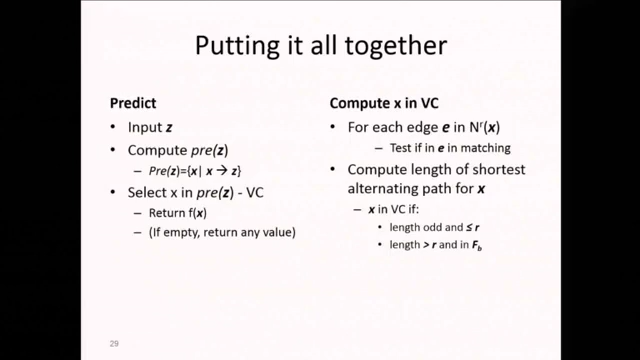 Putting it all together
Predict
• Input z
• Compute pre(z)
– Pre(z)={x| x → z}
• Select x in pre(z) - VC
– Return f(x)
– (If empty, return any value)
Compute x in VC
• For each edge e in Nʳ(x)
– Test if in e in matching
• Compute length of shortest
alternating path for x
– x in VC if:
• length odd and ≤ r
• length > r and in F_b
29